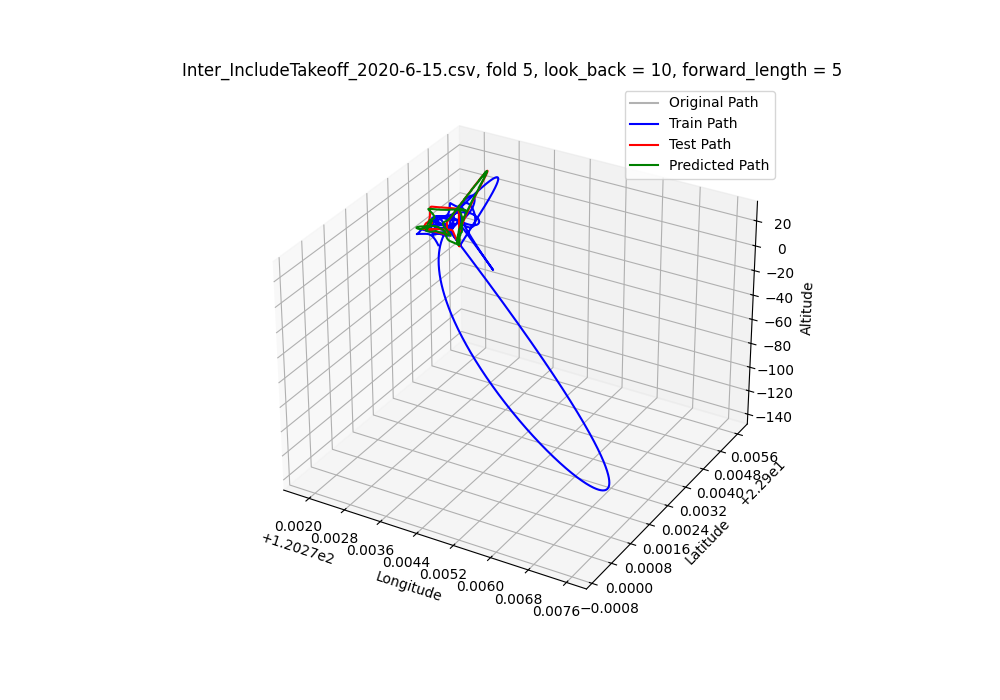 Inter_IncludeTakeoff_2020-6-15.csv, fold 5, look_back = 10, forward_length = 5
Original Path
Train Path
Test Path
Predicted Path
20
0
−20
−40
−60
−80
−100
−120
−140
Altitude
0.0056
0.0048
0.0040
0.0032
0.0024
0.0016
0.0008
0.0000
−0.0008
+2.29e1
Latitude
0.0020
0.0028
0.0036
0.0044
0.0052
0.0060
0.0068
0.0076
+1.2027e2
Longitude